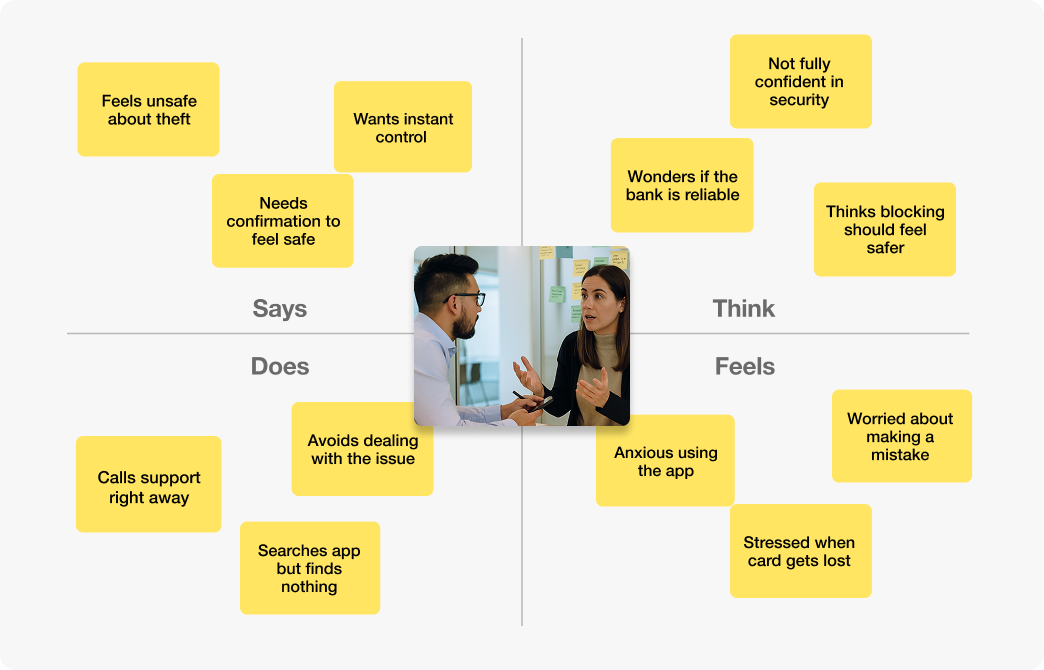 Feels unsafe
about theft
Wants instant
control
Needs
confirmation to
feel safe
Says
Not fully
confident in
security
Wonders if the
bank is reliable
Thinks blocking
should feel
safer
Think
Does
Calls support
right away
Avoids dealing
with the issue
Searches app
but finds
nothing
Feels
Anxious using
the app
Worried about
making a
mistake
Stressed when
card gets lost